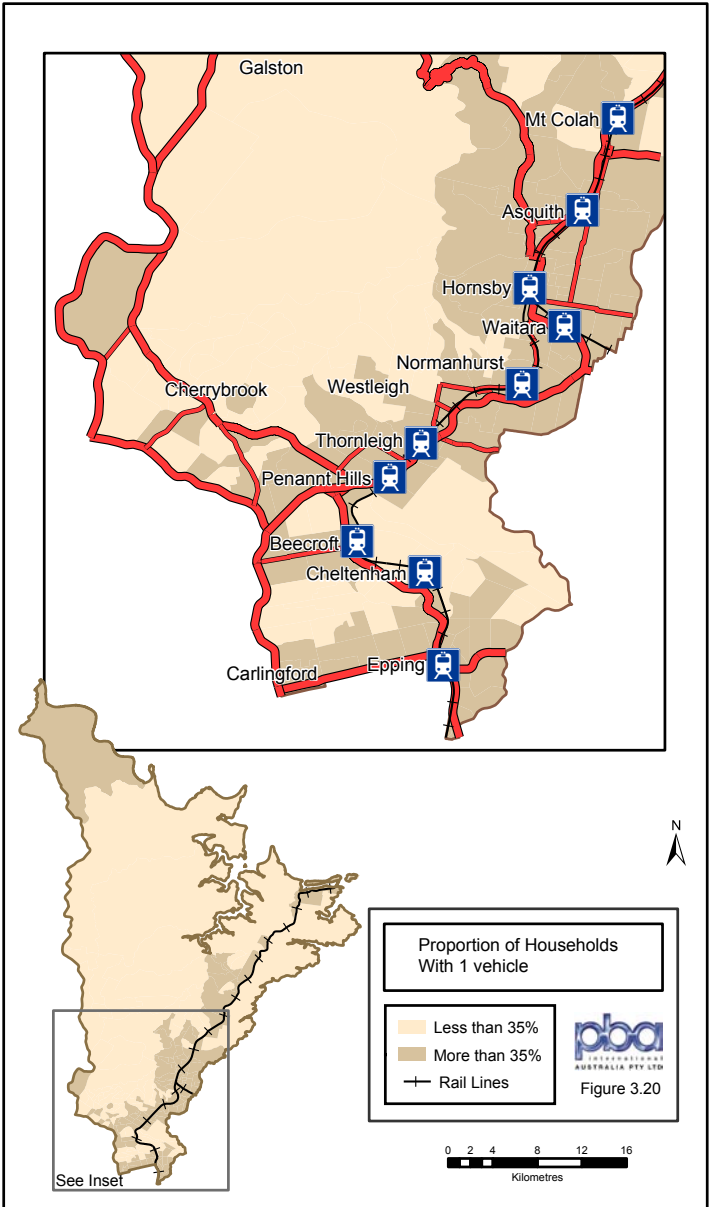 Galston
Mt Colah
Asquith
Hornsby
Waitara
Normanhurst
Westleigh
Cherrybrook
Thornleigh
Penannt Hills
Beecroft
Cheltenham
Epping
Carlingford
See Inset
N
Proportion of Households
With 1 vehicle
Less than 35%
More than 35%
Rail Lines
pba
international
AUSTRALIA PTY LTD
Figure 3.20
0 2 4 8 12 16
Kilometres